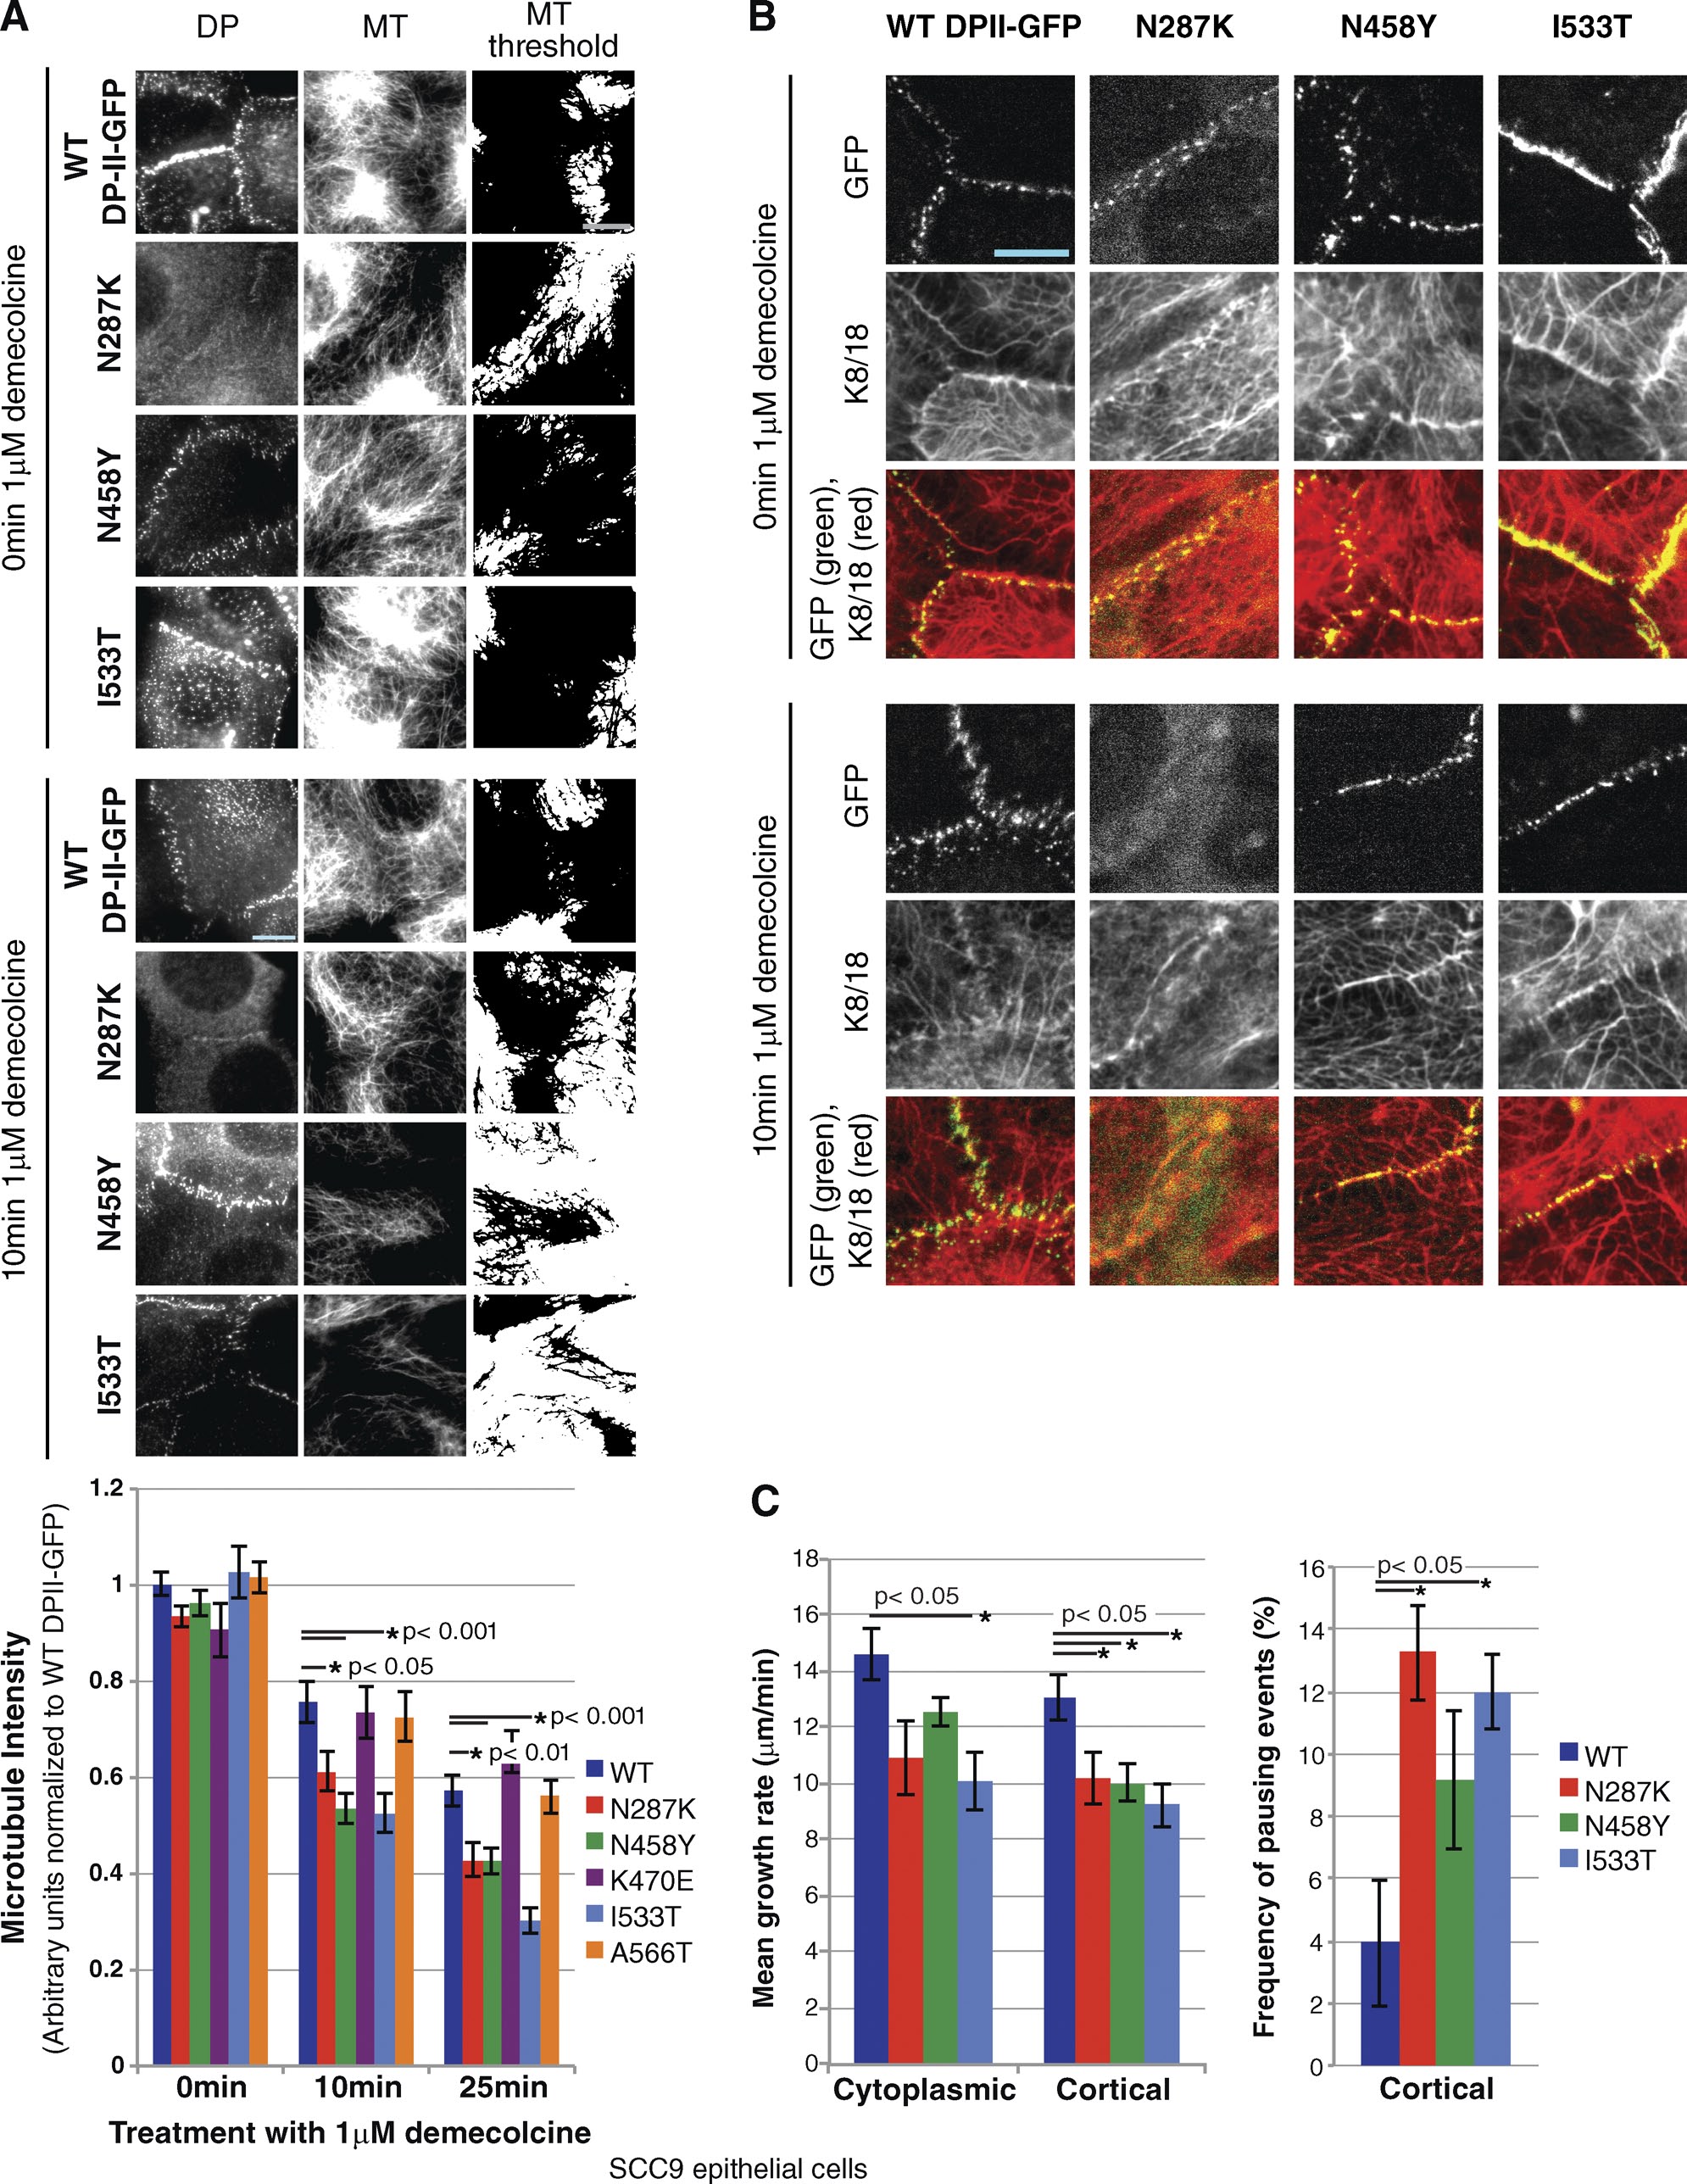 A
DP
MT
MT
threshold
0min 1µM demecolcine
WT
DP-II-GFP
N287K
N458Y
I533T
10min 1µM demecolcine
WT
DP-II-GFP
N287K
N458Y
I533T
Microtubule Intensity
(Arbitrary units normalized to WT DPII-GFP)
1.2
1
0.8
0.6
0.4
0.2
0
*p< 0.001
* p< 0.05
*p< 0.001
* p< 0.01
WT
N287K
N458Y
K470E
I533T
A566T
0min
10min
25min
Treatment with 1µM demecolcine
B
WT DPII-GFP
N287K
N458Y
I533T
0min 1µM demecolcine
GFP
K8/18
GFP (green),
K8/18 (red)
10min 1µM demecolcine
GFP
K8/18
GFP (green),
K8/18 (red)
C
Mean growth rate (µm/min)
18
16
14
12
10
8
6
4
2
0
p< 0.05
*
p< 0.05
*
*
*
Cytoplasmic
Cortical
Frequency of pausing events (%)
16
14
12
10
8
6
4
2
0
p< 0.05
*
*
Cortical
WT
N287K
N458Y
I533T
SCC9 epithelial cells